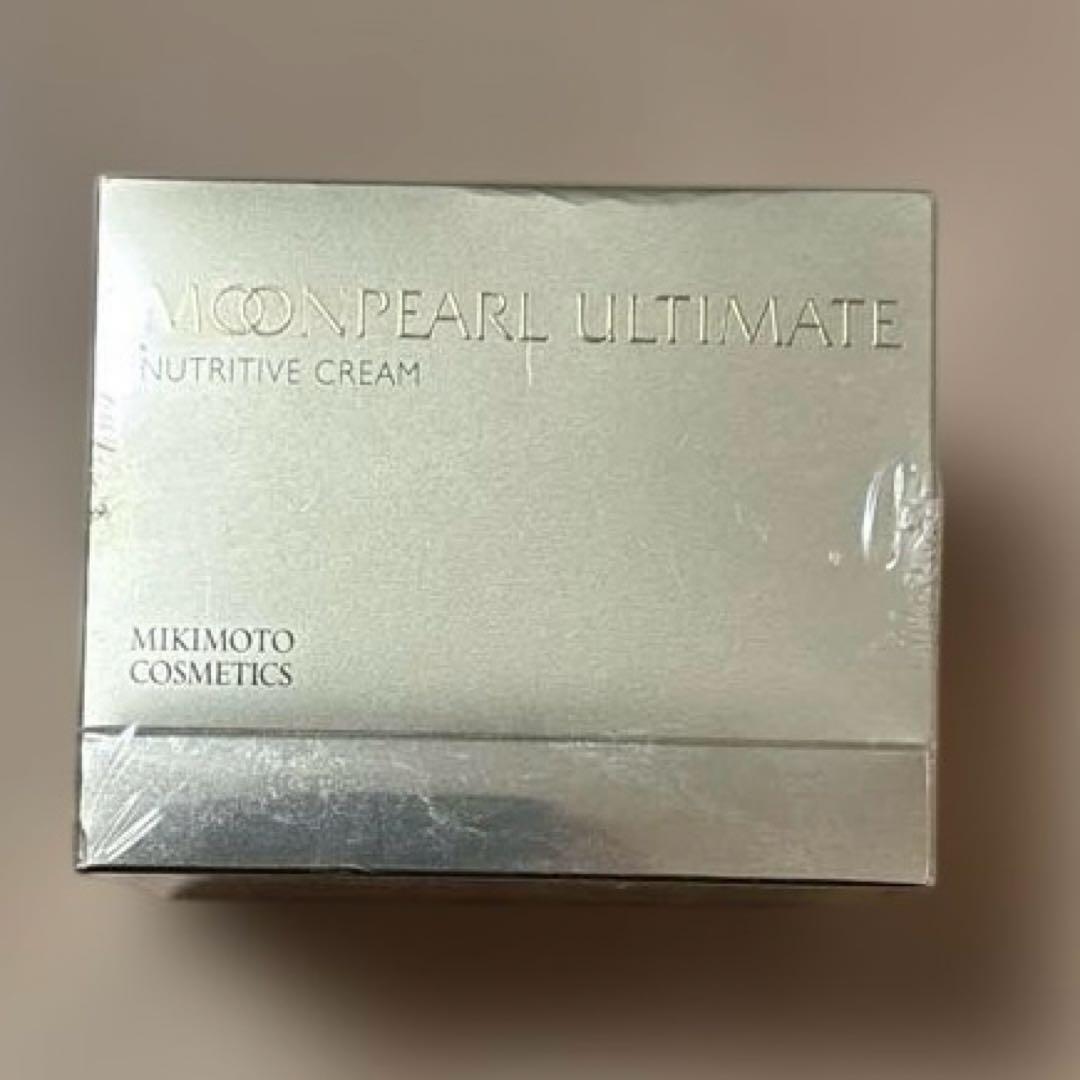 MOONPEARL ULTIMATE
NUTRITIVE CREAM
MIKIMOTO
COSMETICS